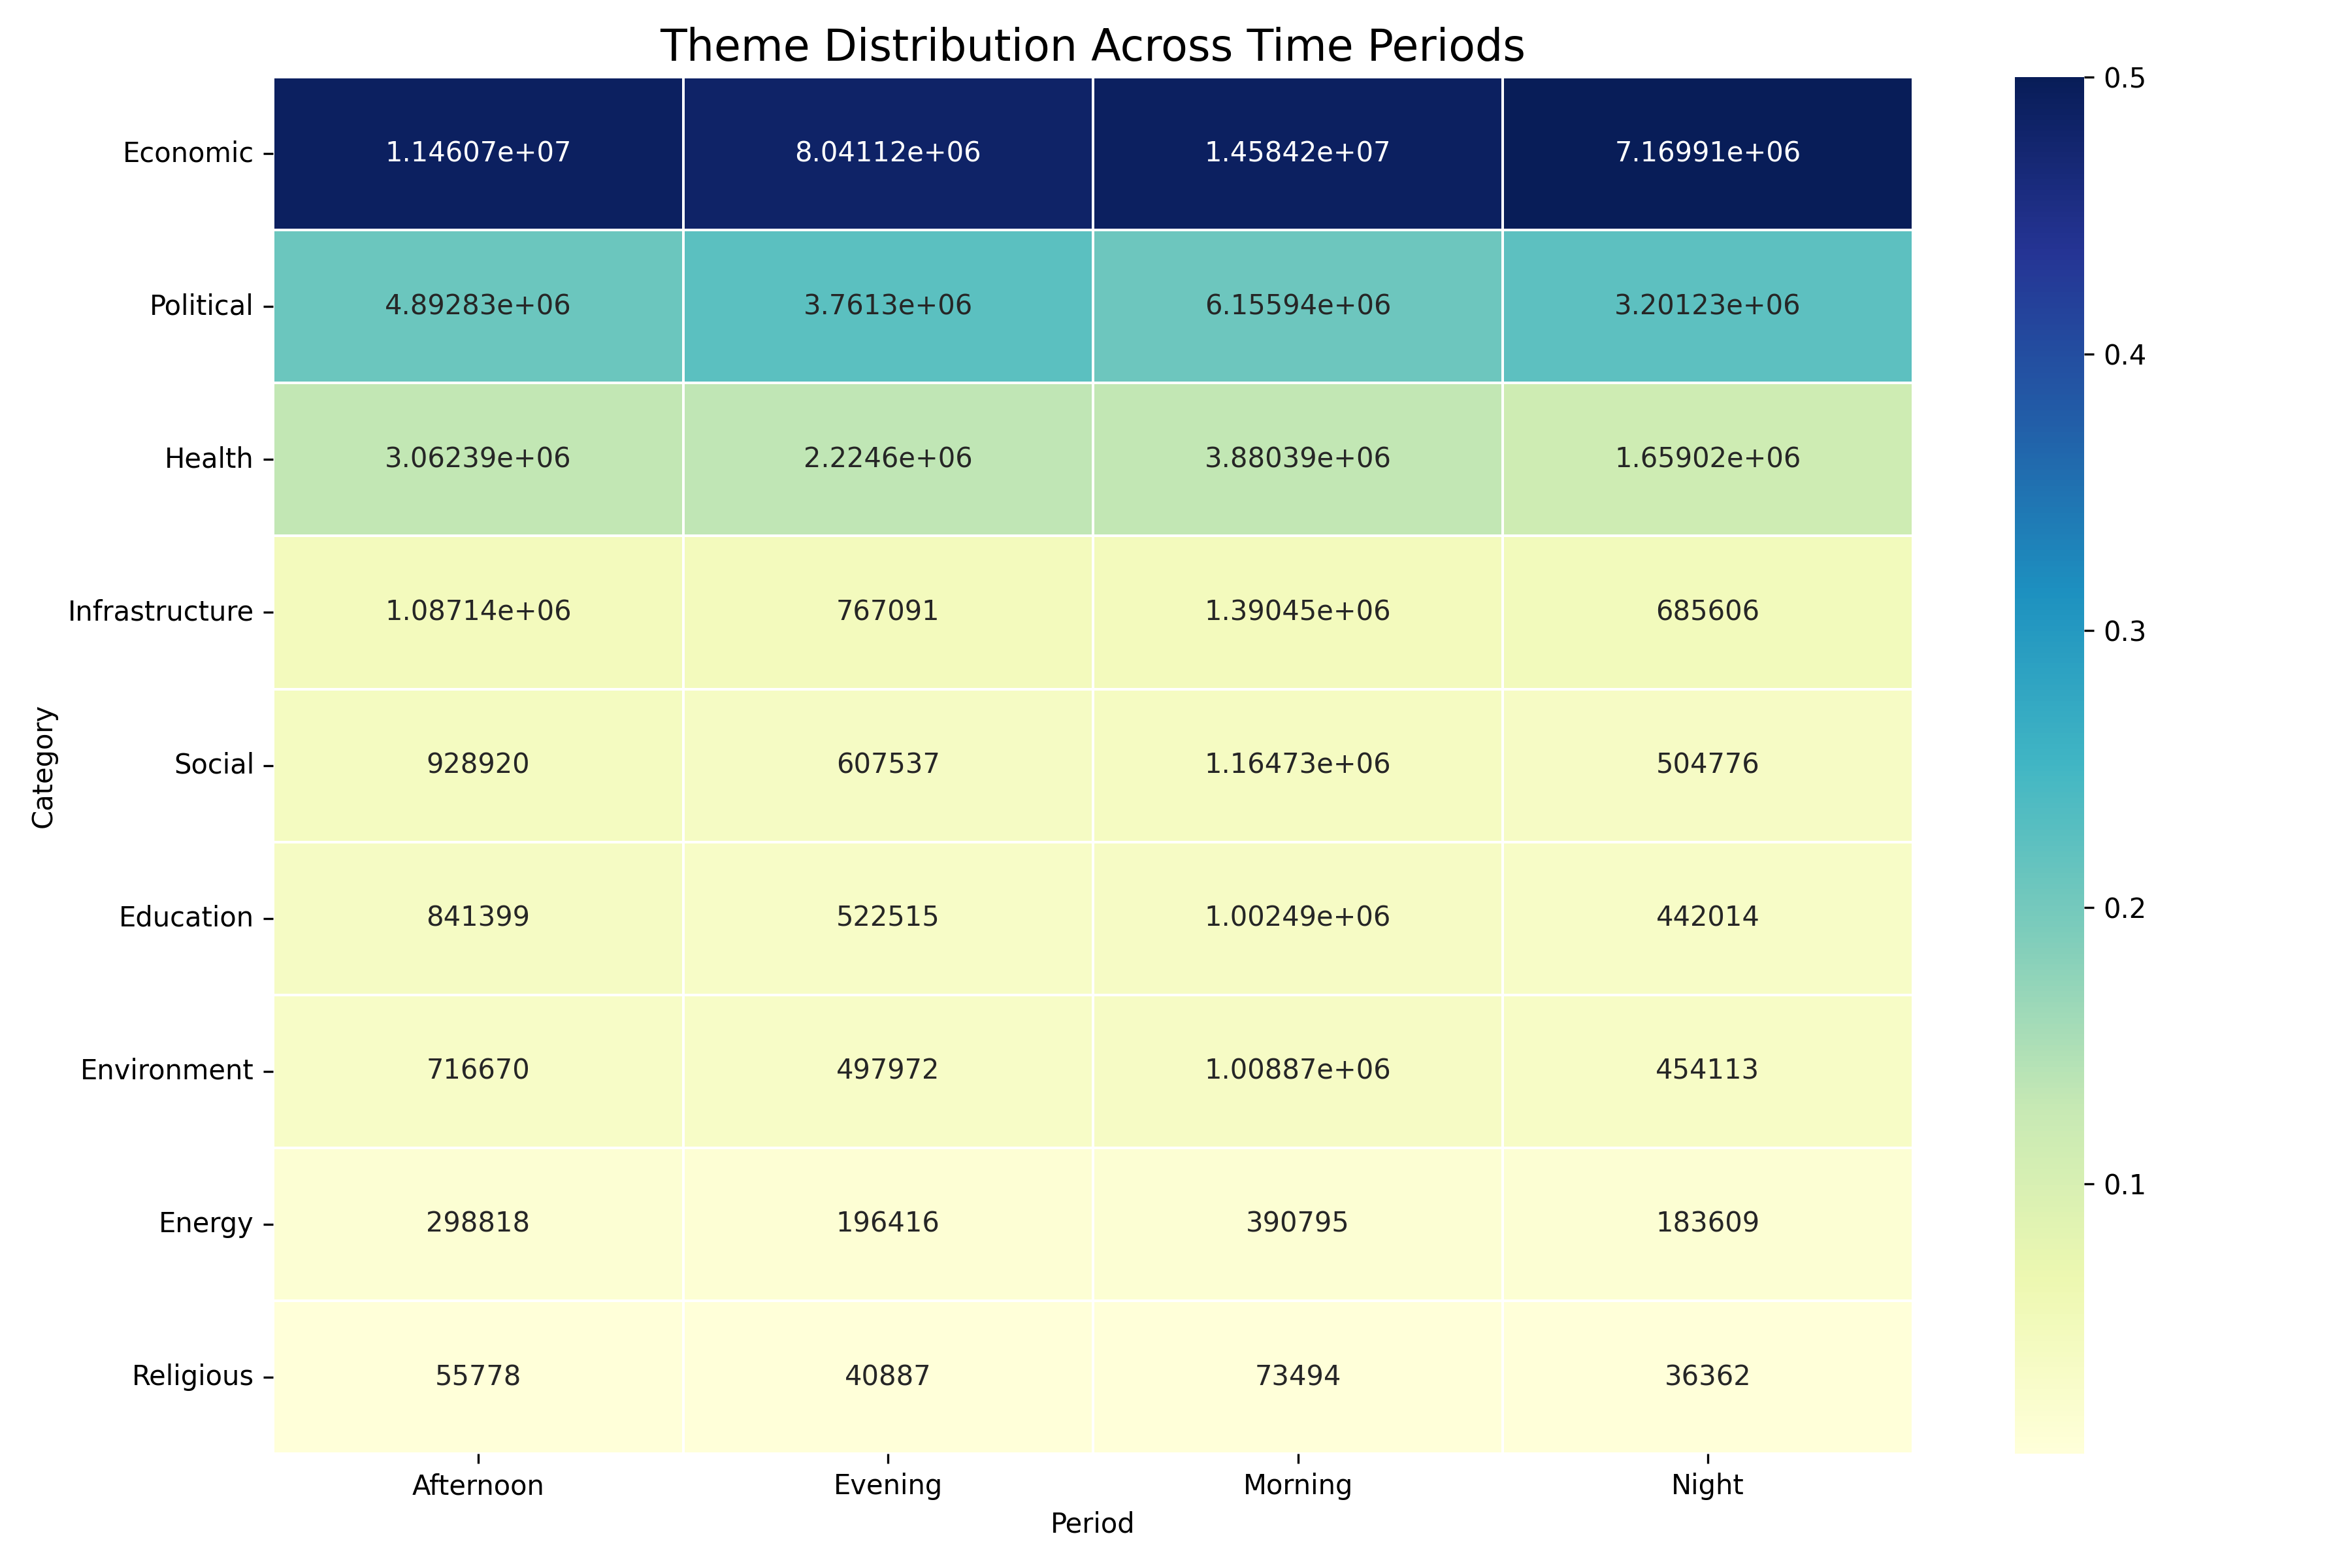 Theme Distribution Across Time Periods
Economic 1.14607e+07 8.04112e+06 1.45842e+07 7.16991e+06
Political 4.89283e+06 3.7613e+06 6.15594e+06 3.20123e+06
Health 3.06239e+06 2.2246e+06 3.88039e+06 1.65902e+06
Infrastructure 1.08714e+06 767091 1.39045e+06 685606
Social 928920 607537 1.16473e+06 504776
Education 841399 522515 1.00249e+06 442014
Environment 716670 497972 1.00887e+06 454113
Energy 298818 196416 390795 183609
Religious 55778 40887 73494 36362
Afternoon Evening Morning Night
Period
Category
0.5
0.4
0.3
0.2
0.1